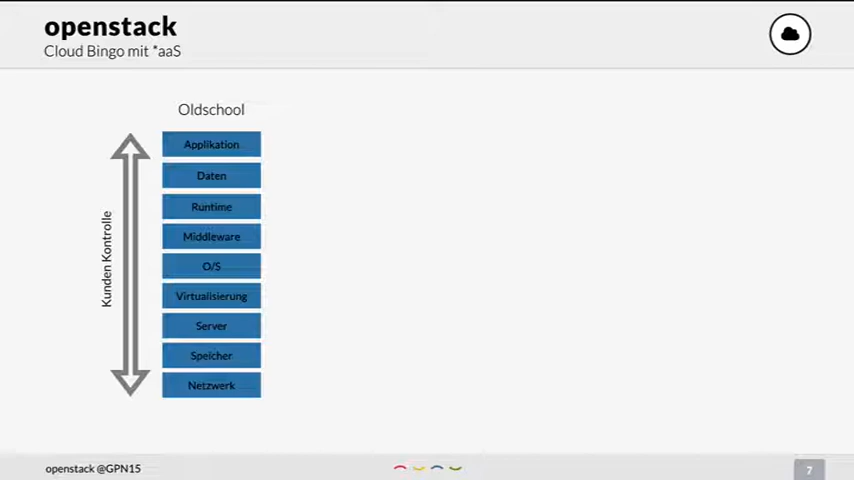 openstack
Cloud Bingo mit *aaS
Oldschool
Kunden Kontrolle
Applikation
Daten
Runtime
Middleware
O/S
Virtualisierung
Server
Speicher
Netzwerk
openstack @GPN15
7